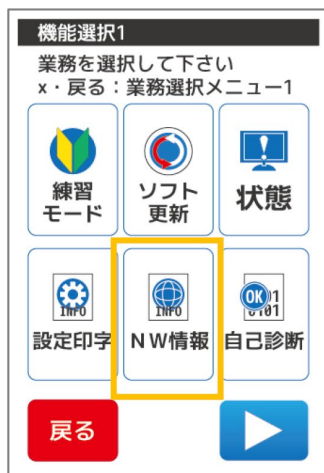 機能選択1
業務を選択して下さい
x・戻る：業務選択メニュー1
練習
モード
ソフト
更新
状態
INFO
設定印字
INFO
NW情報
OK
1
0101
自己診断
戻る